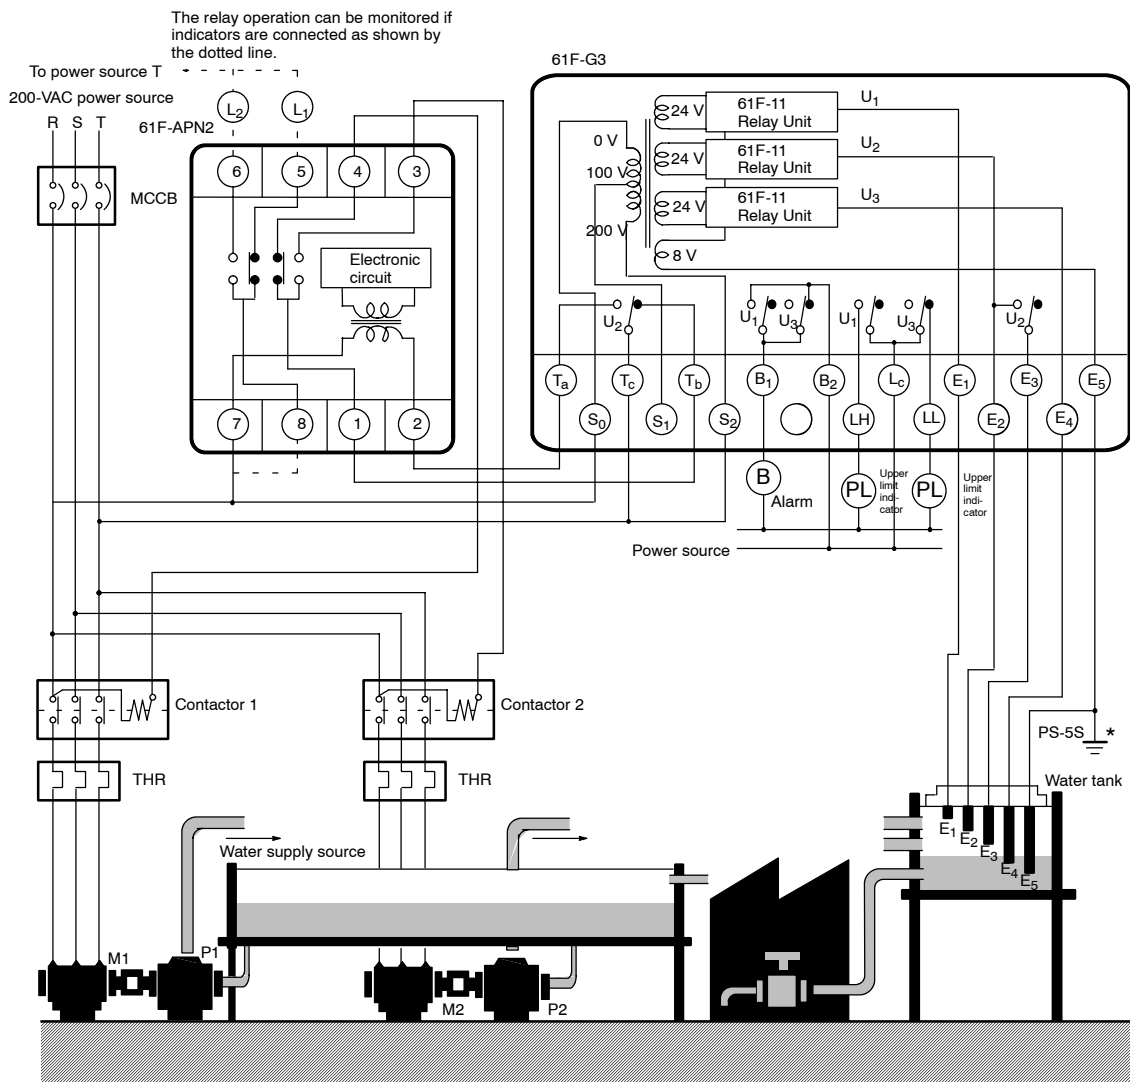 The relay operation can be monitored if
indicators are connected as shown by
the dotted line.
To power source T
200-VAC power source
R S T
L2 L1
61F-APN2
MCCB
6 5 4 3
Electronic
circuit
7 8 1 2
61F-G3
0 V
100 V
200 V
24 V
61F-11
Relay Unit
U1
24 V
61F-11
Relay Unit
U2
24 V
61F-11
Relay Unit
U3
8 V
U2 U1 U3 U1 U3 U2
Ta Tc Tb B1 B2 Lc E1 E3 E5
S0 S1 S2 LH LL E2 E4
B
Alarm
PL
Upper
limit
indi-
cator
PL
Upper
limit
indi-
cator
Power source
Contactor 1
Contactor 2
THR
THR
PS-5S *
Water tank
E1 E2 E3 E4 E5
Water supply source
M1 P1
M2 P2